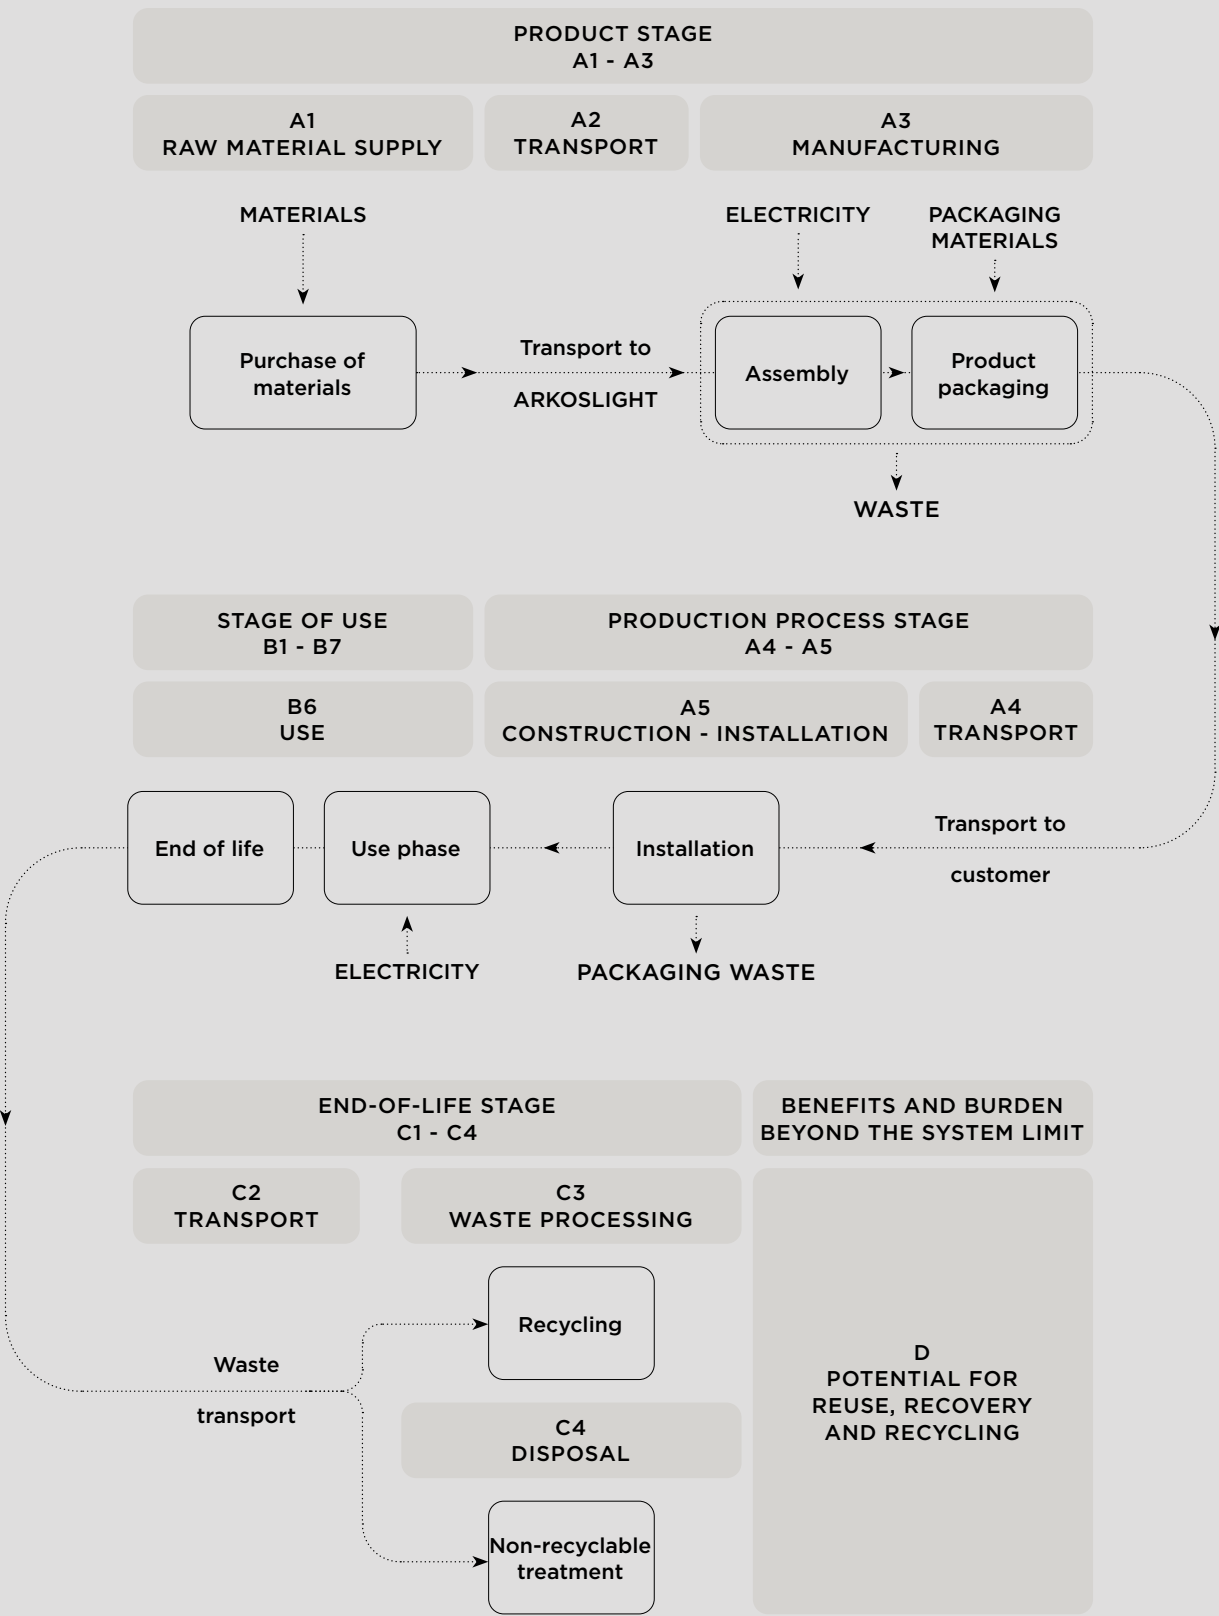 PRODUCT STAGE
A1 - A3
A1
RAW MATERIAL SUPPLY
A2
TRANSPORT
A3
MANUFACTURING
MATERIALS
ELECTRICITY
PACKAGING
MATERIALS
Purchase of
materials
Transport to
ARKOSLIGHT
Assembly
Product
packaging
WASTE
STAGE OF USE
B1 - B7
PRODUCTION PROCESS STAGE
A4 - A5
B6
USE
A5
CONSTRUCTION - INSTALLATION
A4
TRANSPORT
End of life
Use phase
Installation
Transport to
customer
ELECTRICITY
PACKAGING WASTE
END-OF-LIFE STAGE
C1 - C4
BENEFITS AND BURDEN
BEYOND THE SYSTEM LIMIT
C2
TRANSPORT
C3
WASTE PROCESSING
Recycling
Waste
transport
C4
DISPOSAL
Non-recyclable
treatment
D
POTENTIAL FOR
REUSE, RECOVERY
AND RECYCLING